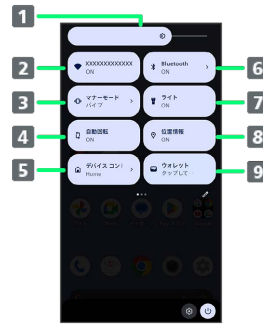 1
2
XXXXXXXXXXXXX
ON
Bluetooth
ON
6
3
マナーモード
バイブ
ライト
ON
7
4
自動回転
ON
位置情報
ON
8
5
デバイス コン
Home
ウォレット
タップして
9